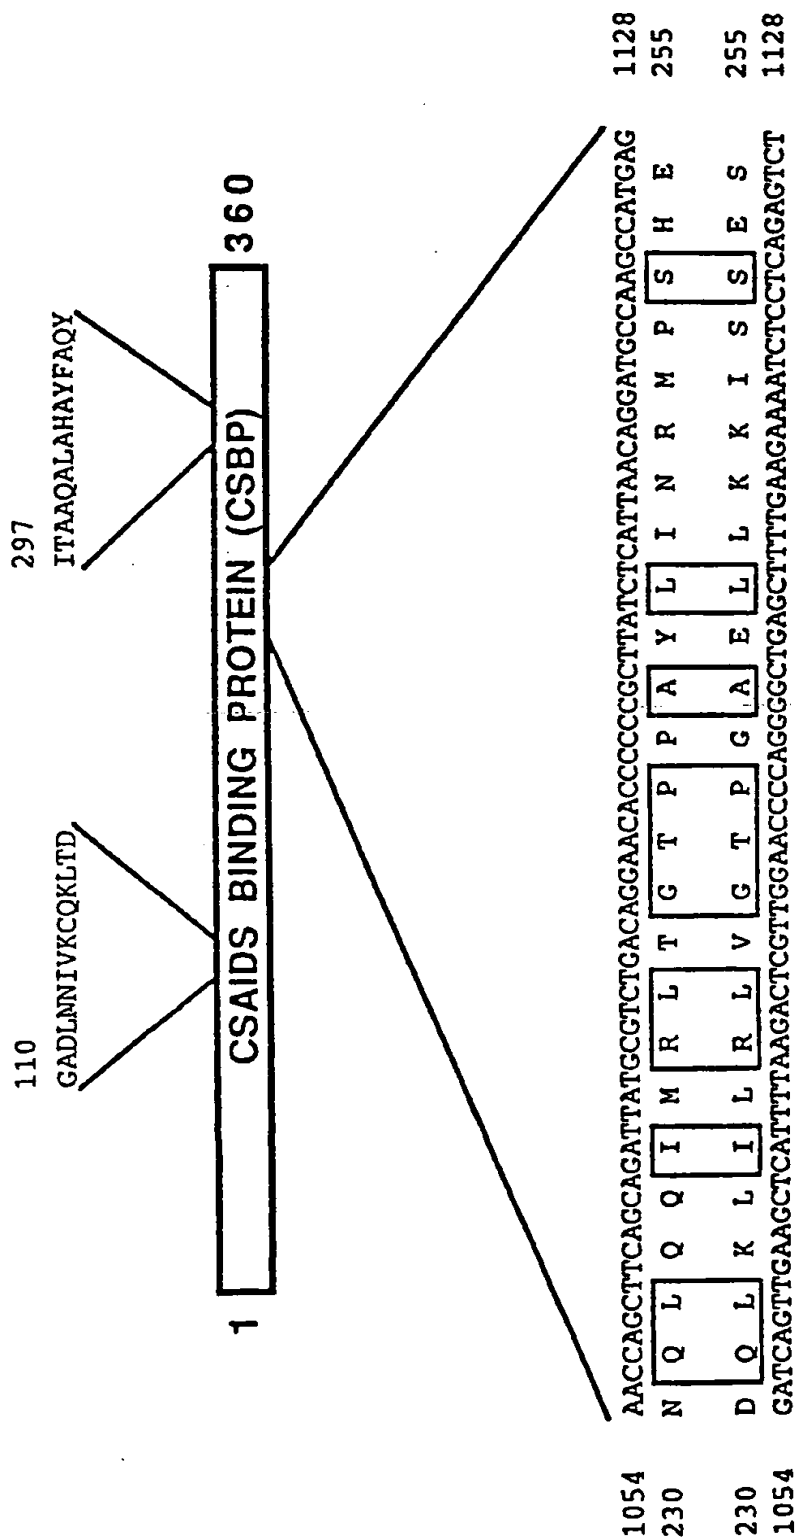 110
297
GADLNNIVKCQKLTD
ITAAQALAHAYFAQY
1 CSAIDS BINDING PROTEIN (CSBP) 360
1054 AACCAGCTTCAGCAGATTATGCGTCTGACAGGAACACCCCCCGCTTATCTCATTAACAGGATGCCAAGCCATGAG 1128
230 N Q L Q Q I M R L T G T P P A Y L I N R M P S H E 255
230 D Q L K L I L R L V G T P G A E L L K K I S S E S 255
1054 GATCAGTTGAAGCTCATTTTAAGACTCGTTGGAACCCCAGGGGCTGAGCTTTTGAAGAAAATCTCCTCAGAGTCT 1128